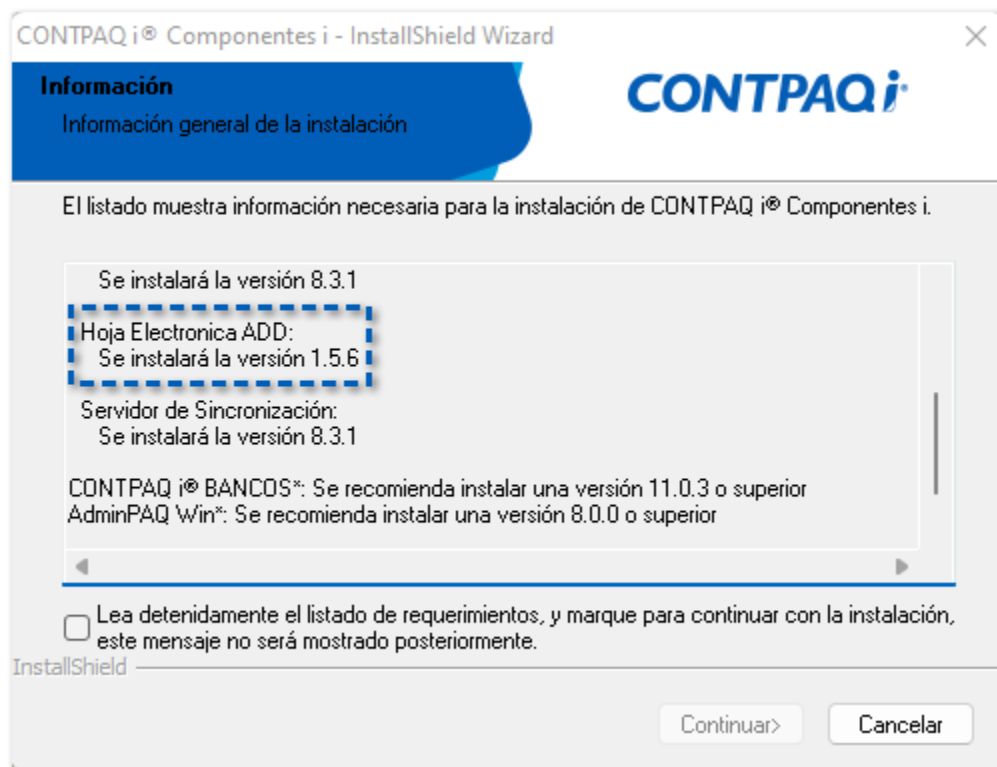 CONTPAQ i® Componentes i - InstallShield Wizard
Información
Información general de la instalación
CONTPAQ i®
El listado muestra información necesaria para la instalación de CONTPAQ i® Componentes i.
Se instalará la versión 8.3.1
Hoja Electronica ADD:
Se instalará la versión 1.5.6
Servidor de Sincronización:
Se instalará la versión 8.3.1
CONTPAQ i® BANCOS*: Se recomienda instalar una versión 11.0.3 o superior
AdminPAQ Win*: Se recomienda instalar una versión 8.0.0 o superior
Lea detenidamente el listado de requerimientos, y marque para continuar con la instalación,
este mensaje no será mostrado posteriormente.
InstallShield
Continuar>
Cancelar